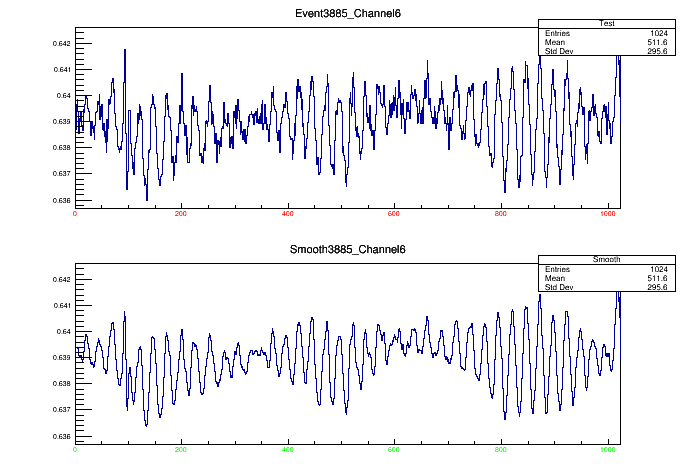 Event3885_Channel6
Test
Entries 1024
Mean 511.6
Std Dev 295.6
0.642
0.641
0.64
0.639
0.638
0.637
0.636
0 200 400 600 800 1000
Smooth3885_Channel6
Smooth
Entries 1024
Mean 511.6
Std Dev 295.6
0.642
0.641
0.64
0.639
0.638
0.637
0.636
0 200 400 600 800 1000